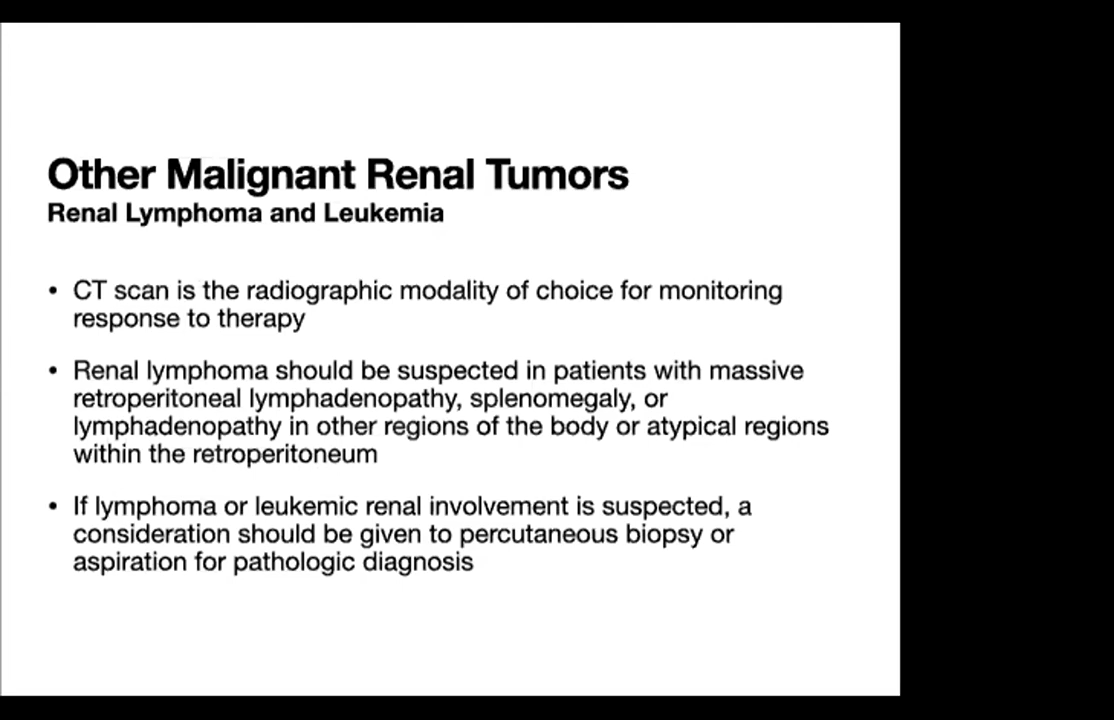 Other Malignant Renal Tumors
Renal Lymphoma and Leukemia
• CT scan is the radiographic modality of choice for monitoring
response to therapy
• Renal lymphoma should be suspected in patients with massive
retroperitoneal lymphadenopathy, splenomegaly, or
lymphadenopathy in other regions of the body or atypical regions
within the retroperitoneum
• If lymphoma or leukemic renal involvement is suspected, a
consideration should be given to percutaneous biopsy or
aspiration for pathologic diagnosis